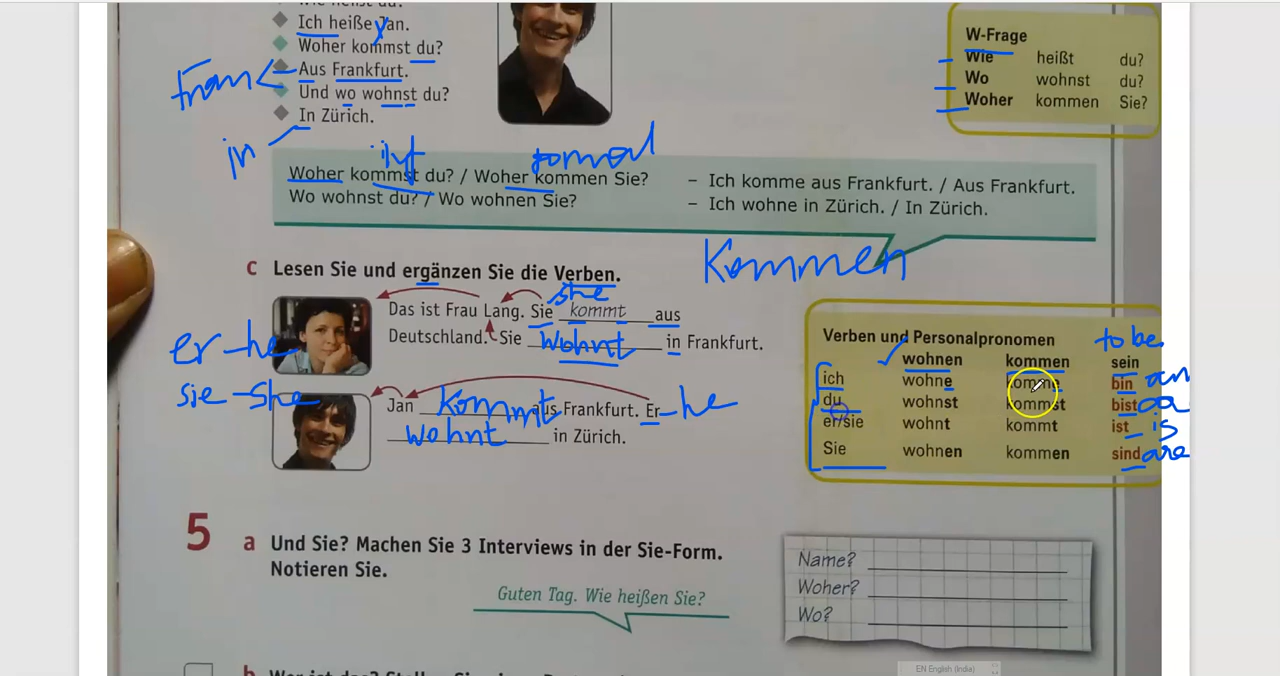 Ich heiße Jan.
Woher kommst du?
Aus Frankfurt.
Und wo wohnst du?
In Zürich.
in
W-Frage
Wie heißt du?
Wo wohnst du?
Woher kommen Sie?
Woher kommst du? / Woher kommen Sie? – Ich komme aus Frankfurt. / Aus Frankfurt.
Wo wohnst du? / Wo wohnen Sie? – Ich wohne in Zürich. / In Zürich.
Kommen
c Lesen Sie und ergänzen Sie die Verben.
she
Das ist Frau Lang. Sie kommt aus
Deutschland. Sie wohnt in Frankfurt.
er - he
sie - she
Jan kommt aus Frankfurt. Er - he
wohnt in Zürich.
Verben und Personalpronomen
to be
wohnen kommen sein
ich wohne komme bin am
du wohnst kommst bist
er/sie wohnt kommt ist is
Sie wohnen kommen sind are
5 a Und Sie? Machen Sie 3 Interviews in der Sie-Form.
Notieren Sie.
Guten Tag. Wie heißen Sie?
Name?
Woher?
Wo?
EN English (India)